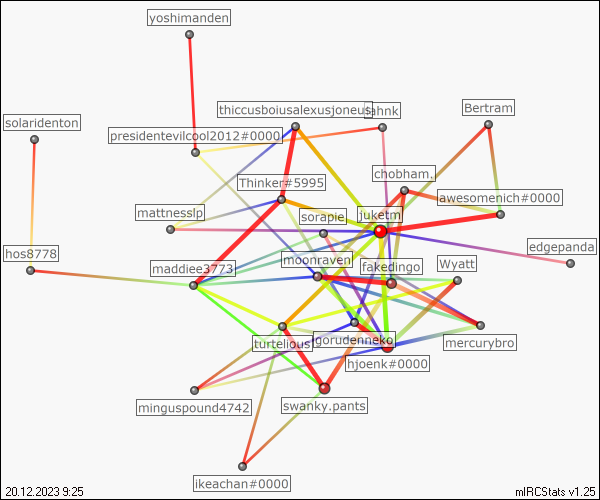 yoshimanden
thiccusboiusalexusjoneus
Bertram
solaridenton
presidentevilcool2012#0000
chobham.
Thinker#5995
awesomenich#0000
mattnesslp
sorapie
juketm
edgepanda
hos8778
maddiee3773
moonraven
fakedingo
Wyatt
turtelious
gorudenneko
mercurybro
hjoenk#0000
minguspound4742
swanky.pants
ikeachan#0000
20.12.2023 9:25
mIRCStats v1.25